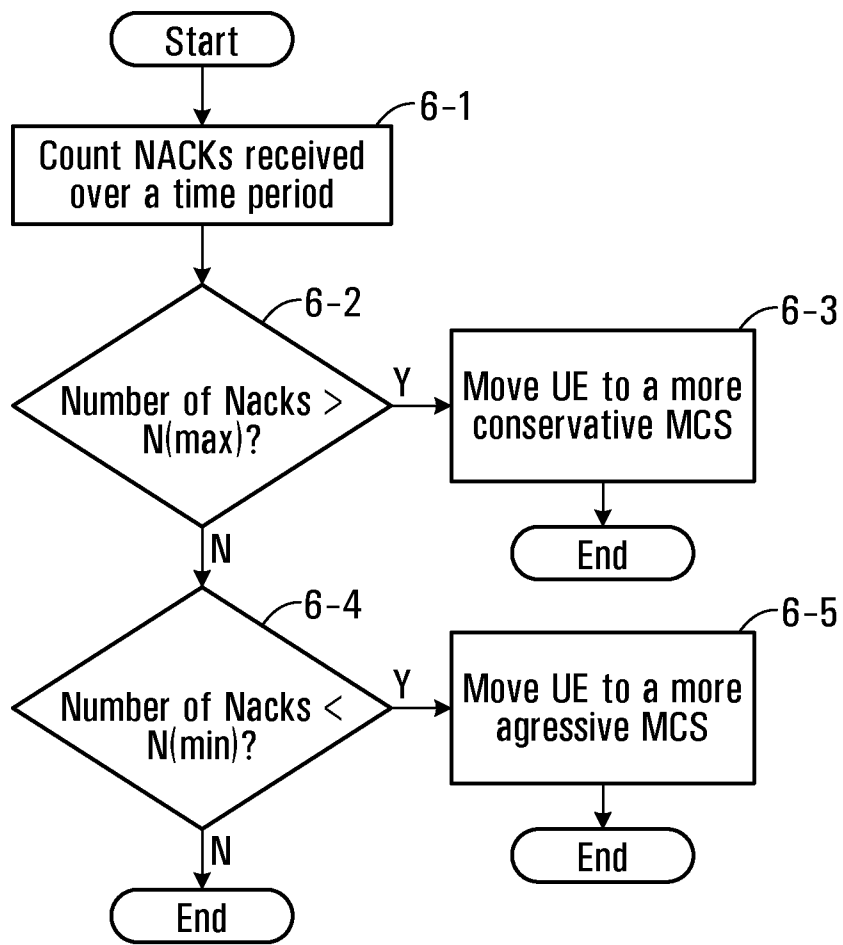 Start
6-1
Count NACKs received
over a time period
6-2
Number of Nacks >
N(max)?
Y
6-3
Move UE to a more
conservative MCS
End
N
6-4
Number of Nacks <
N(min)?
Y
6-5
Move UE to a more
agressive MCS
End
N
End